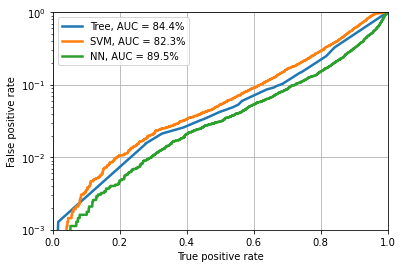 10⁰
Tree, AUC = 84.4%
SVM, AUC = 82.3%
NN, AUC = 89.5%
10⁻¹
10⁻²
10⁻³
False positive rate
0.0 0.2 0.4 0.6 0.8 1.0
True positive rate